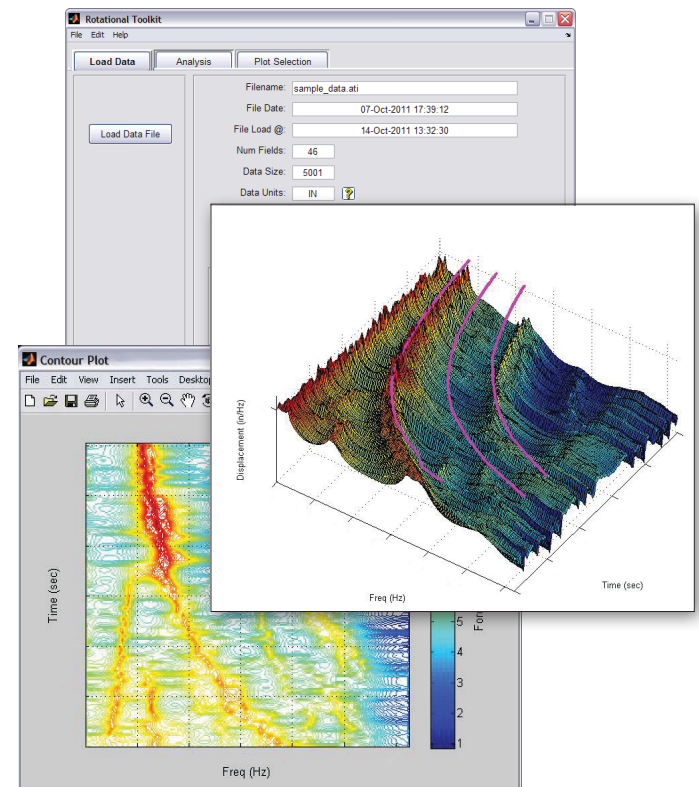 Rotational Toolkit
File Edit Help
Load Data Analysis Plot Selection
Load Data File
Filename: sample_data.ati
File Date: 07-Oct-2011 17:39:12
File Load @: 14-Oct-2011 13:32:30
Num Fields: 46
Data Size: 5001
Data Units: IN
Displacement (in/Hz)
Freq (Hz)
Time (sec)
Contour Plot
File Edit View Insert Tools
Time (sec)
Freq (Hz)
5
4
3
2
1